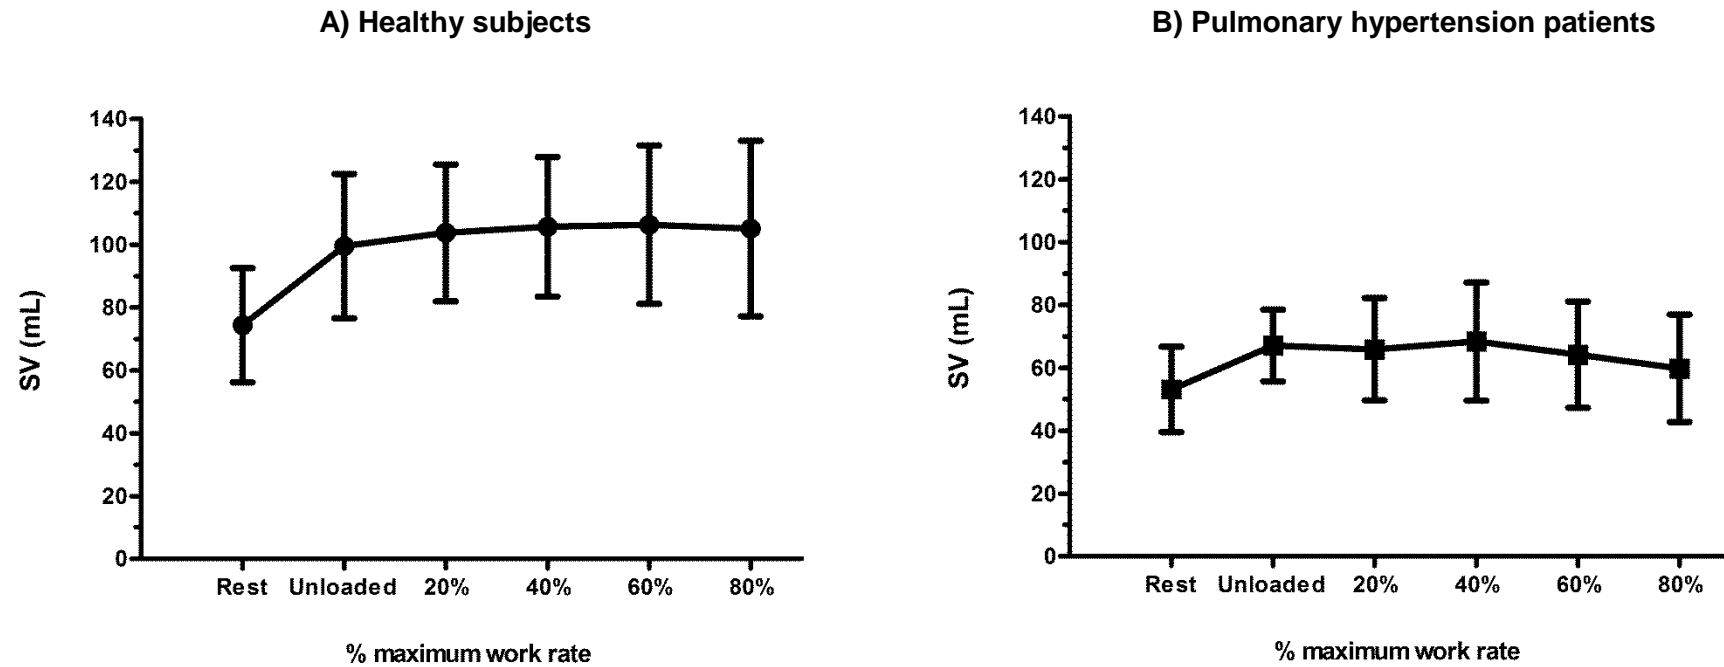 A) Healthy subjects
SV (mL)
140
120
100
80
60
40
20
0
Rest Unloaded 20% 40% 60% 80%
% maximum work rate
B) Pulmonary hypertension patients
SV (mL)
140
120
100
80
60
40
20
0
Rest Unloaded 20% 40% 60% 80%
% maximum work rate